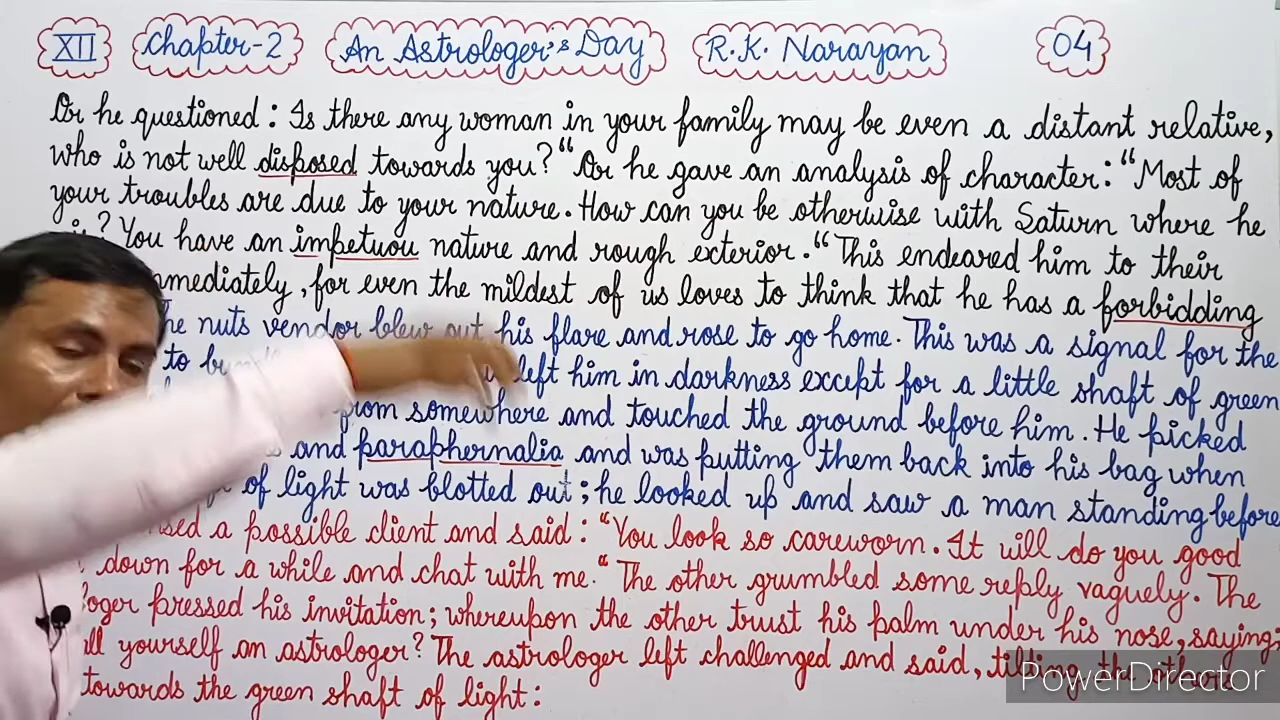 XII Chapter-2 An Astrologer's Day R.K. Narayan 04
Or he questioned: Is there any woman in your family may be even a distant relative,
who is not well disposed towards you?" Or he gave an analysis of character: "Most of
your troubles are due to your nature. How can you be otherwise with Saturn where he
is? You have an impetuou nature and rough exterior." This endeared him to their
mmediately, for even the mildest of us loves to think that he has a forbidding
he nuts vendor blew out his flare and rose to go home. This was a signal for the
to left him in darkness except for a little shaft of green
from somewhere and touched the ground before him. He picked
and paraphernalia and was putting them back into his bag when
of light was blotted out; he looked up and saw a man standing before
sed a possible client and said: "You look so careworn. It will do you good
down for a while and chat with me." The other grumbled some reply vaguely. The
loger pressed his invitation; whereupon the other trust his palm under his nose, saying:
ll yourself an astrologer? The astrologer left challenged and said, tilting the others
towards the green shaft of light:
PowerDirector